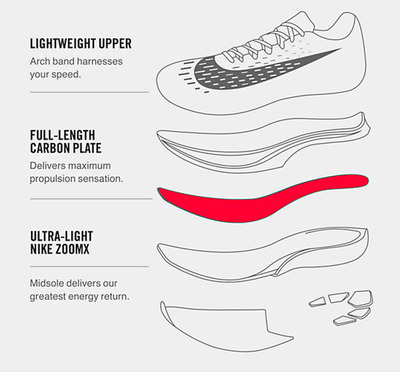 LIGHTWEIGHT UPPER
Arch band harnesses
your speed.
FULL-LENGTH
CARBON PLATE
Delivers maximum
propulsion sensation.
ULTRA-LIGHT
NIKE ZOOMX
Midsole delivers our
greatest energy return.